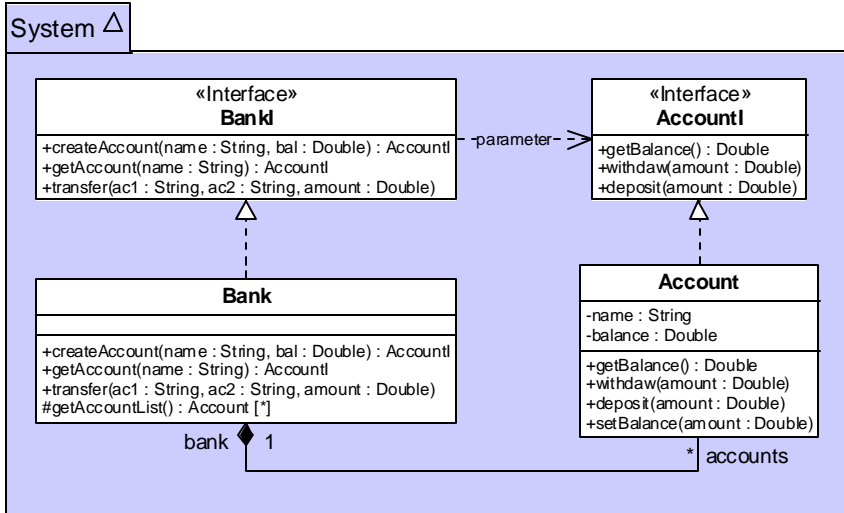 System
«Interface»
BankI
+createAccount(name : String, bal : Double) : AccountI
+getAccount(name : String) : AccountI
+transfer(ac1 : String, ac2 : String, amount : Double)
parameter
«Interface»
AccountI
+getBalance() : Double
+withdaw(amount : Double)
+deposit(amount : Double)
Bank
+createAccount(name : String, bal : Double) : AccountI
+getAccount(name : String) : AccountI
+transfer(ac1 : String, ac2 : String, amount : Double)
#getAccountList() : Account [*]
Account
-name : String
-balance : Double
+getBalance() : Double
+withdaw(amount : Double)
+deposit(amount : Double)
+setBalance(amount : Double)
bank 1
* accounts